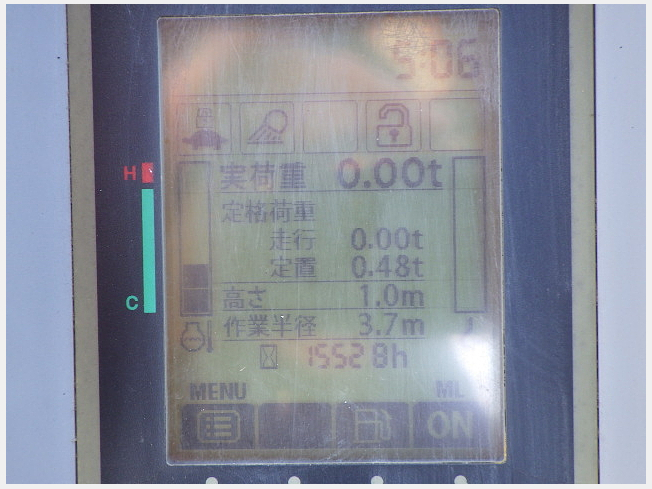 5:06
H
実荷重 0.00t
定格荷重
走行 0.00t
定置 0.48t
C
高さ 1.0m
作業半径 3.7m
15528h
MENU ML
ON